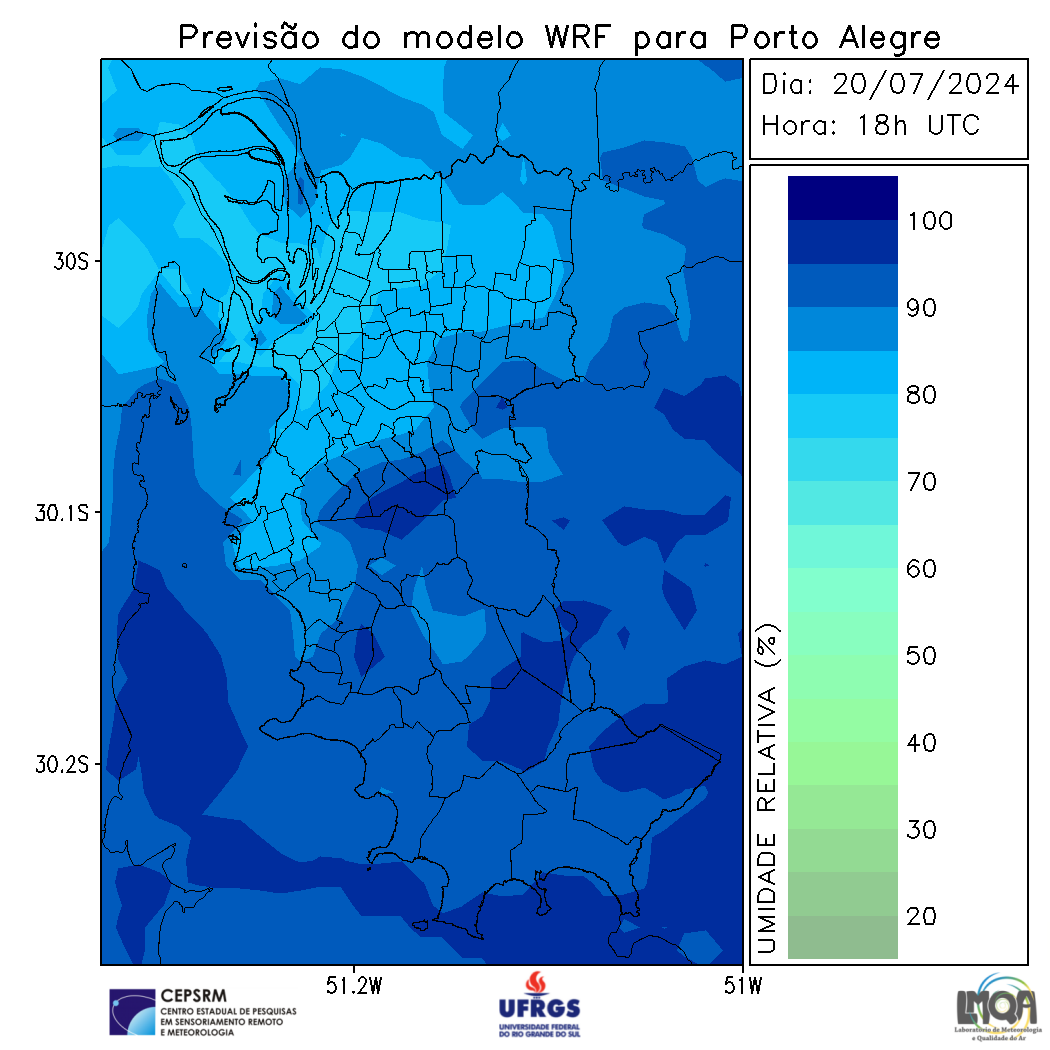 Previsão do modelo WRF para Porto Alegre
Dia: 20/07/2024
Hora: 18h UTC
30S
30.1S
30.2S
51.2W
51W
100
90
80
70
60
50
40
30
20
UMIDADE RELATIVA (%)
CEPSRM
CENTRO ESTADUAL DE PESQUISAS
EM SENSORIAMENTO REMOTO
E METEOROLOGIA
UFRGS
UNIVERSIDADE FEDERAL
DO RIO GRANDE DO SUL
LMQA
Laboratório de Meteorologia
e Qualidade do Ar